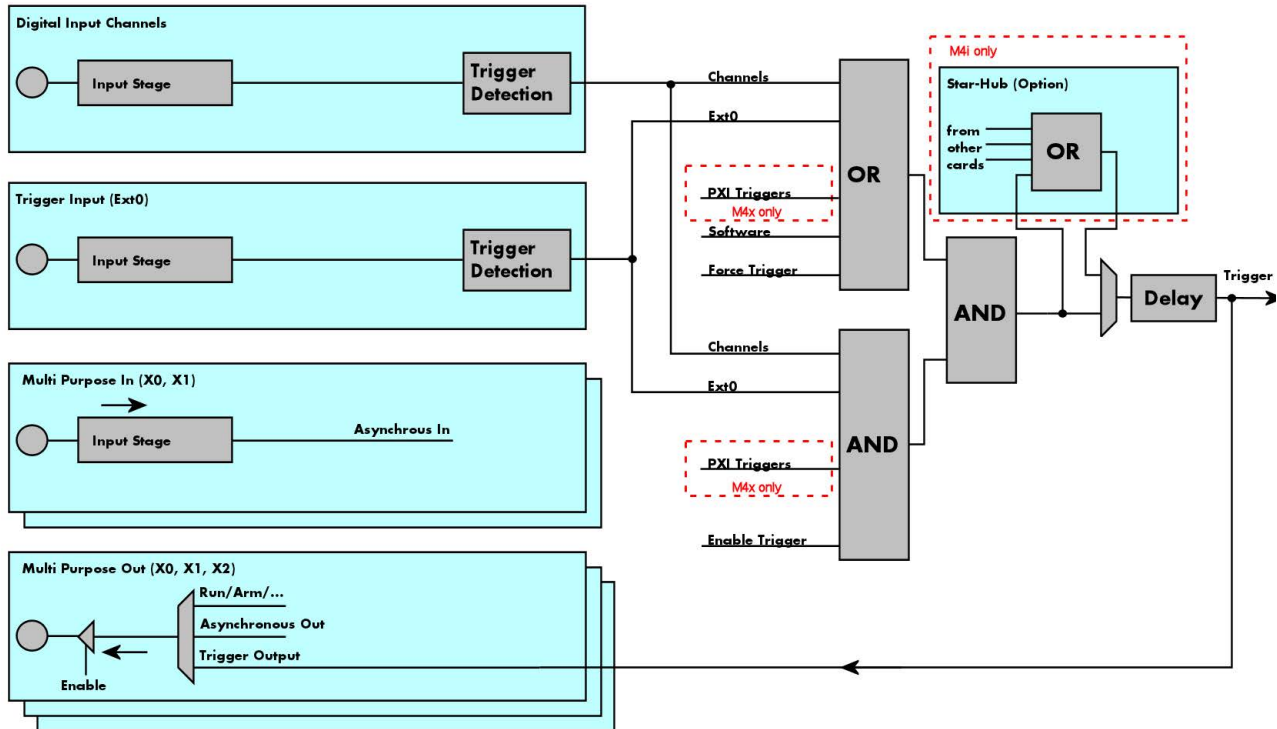 Digital Input Channels
Input Stage
Trigger
Detection
Trigger Input (Ext0)
Input Stage
Trigger
Detection
Multi Purpose In (X0, X1)
Input Stage
Asynchrous In
Multi Purpose Out (X0, X1, X2)
Run/Arm/...
Asynchronous Out
Trigger Output
Enable
Channels
Ext0
PXI Triggers
M4x only
Software
Force Trigger
OR
Channels
Ext0
PXI Triggers
M4x only
Enable Trigger
AND
AND
M4i only
Star-Hub (Option)
from
other
cards
OR
Delay
Trigger